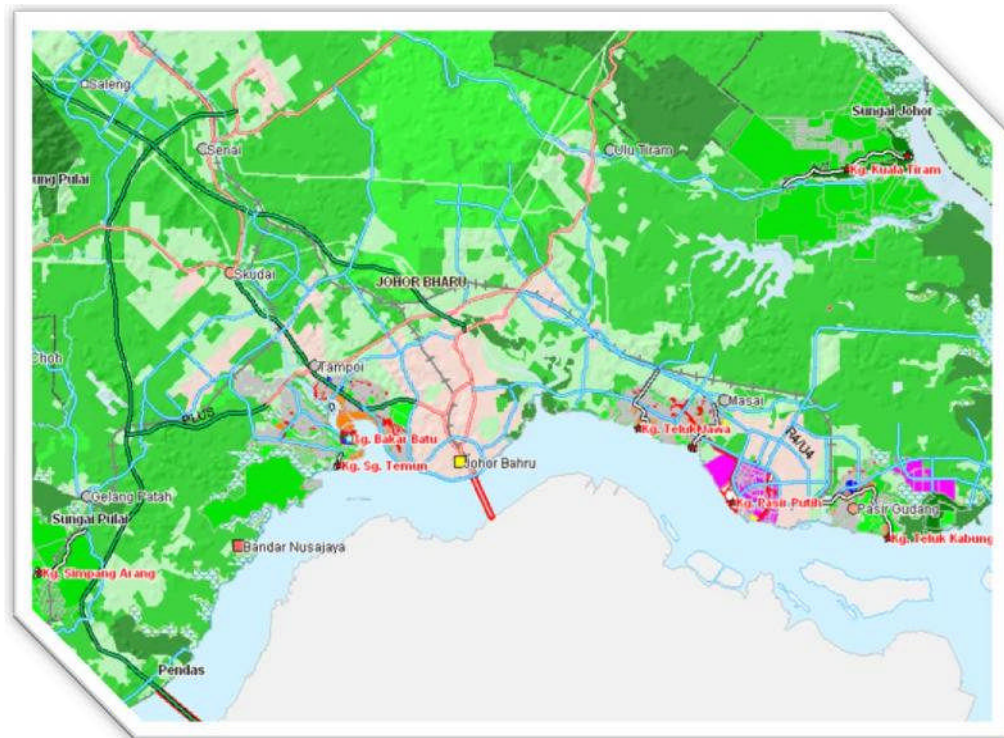 Saleng
Senai
Ulu Tiram
Sungai Johor
Kg. Kuala Tiram
ung Pulai
Skudai
JOHOR BHARU
Choh
Tampoi
PLUS
Masai
Sg. Bakar Batu
Kg. Teluk Jawa
R4/U4
Kg. Sg. Temun
Johor Bahru
Gelang Patah
Kg. Pasir Putih
Pasir Gudang
Sungai Pulai
Bandar Nusajaya
Kg. Teluk Kabung
Kg. Simpang Arang
Pendas